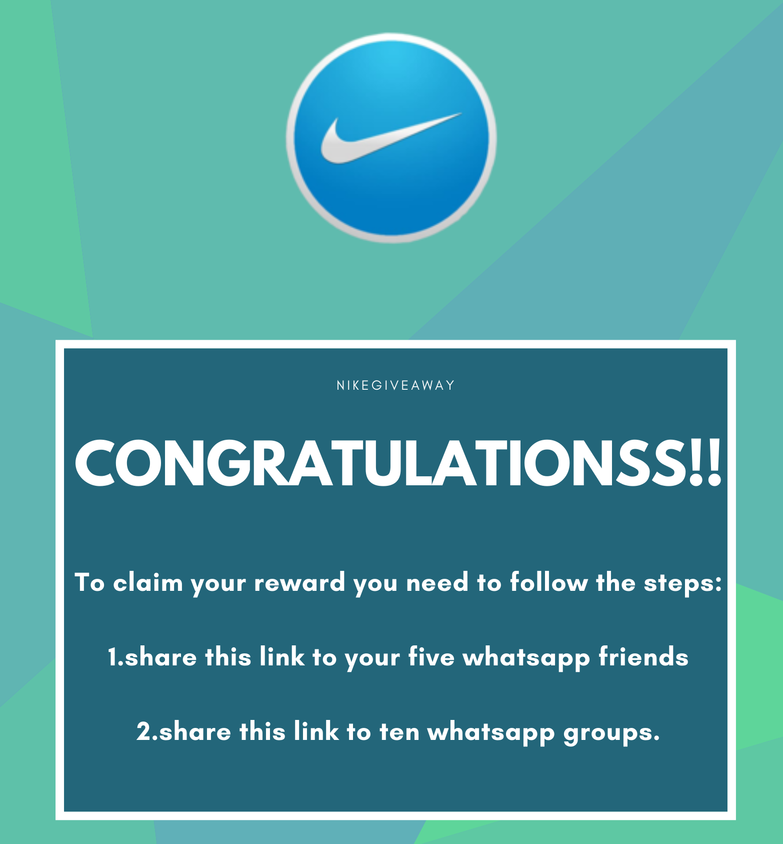 NIKEGIVEAWAY
CONGRATULATIONSS!!
To claim your reward you need to follow the steps:
1.share this link to your five whatsapp friends
2.share this link to ten whatsapp groups.